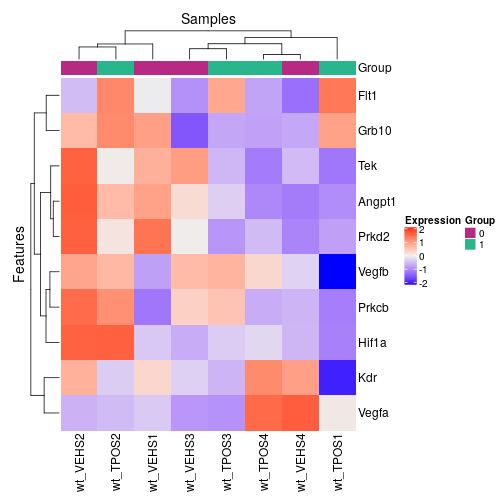 Samples
Group
Flt1
Grb10
Tek
Angpt1
Prkd2
Vegfb
Prkcb
Hif1a
Kdr
Vegfa
Features
wt_VEHS2
wt_TPOS2
wt_VEHS1
wt_VEHS3
wt_TPOS3
wt_TPOS4
wt_VEHS4
wt_TPOS1
Expression
2
1
0
-1
-2
Group
0
1